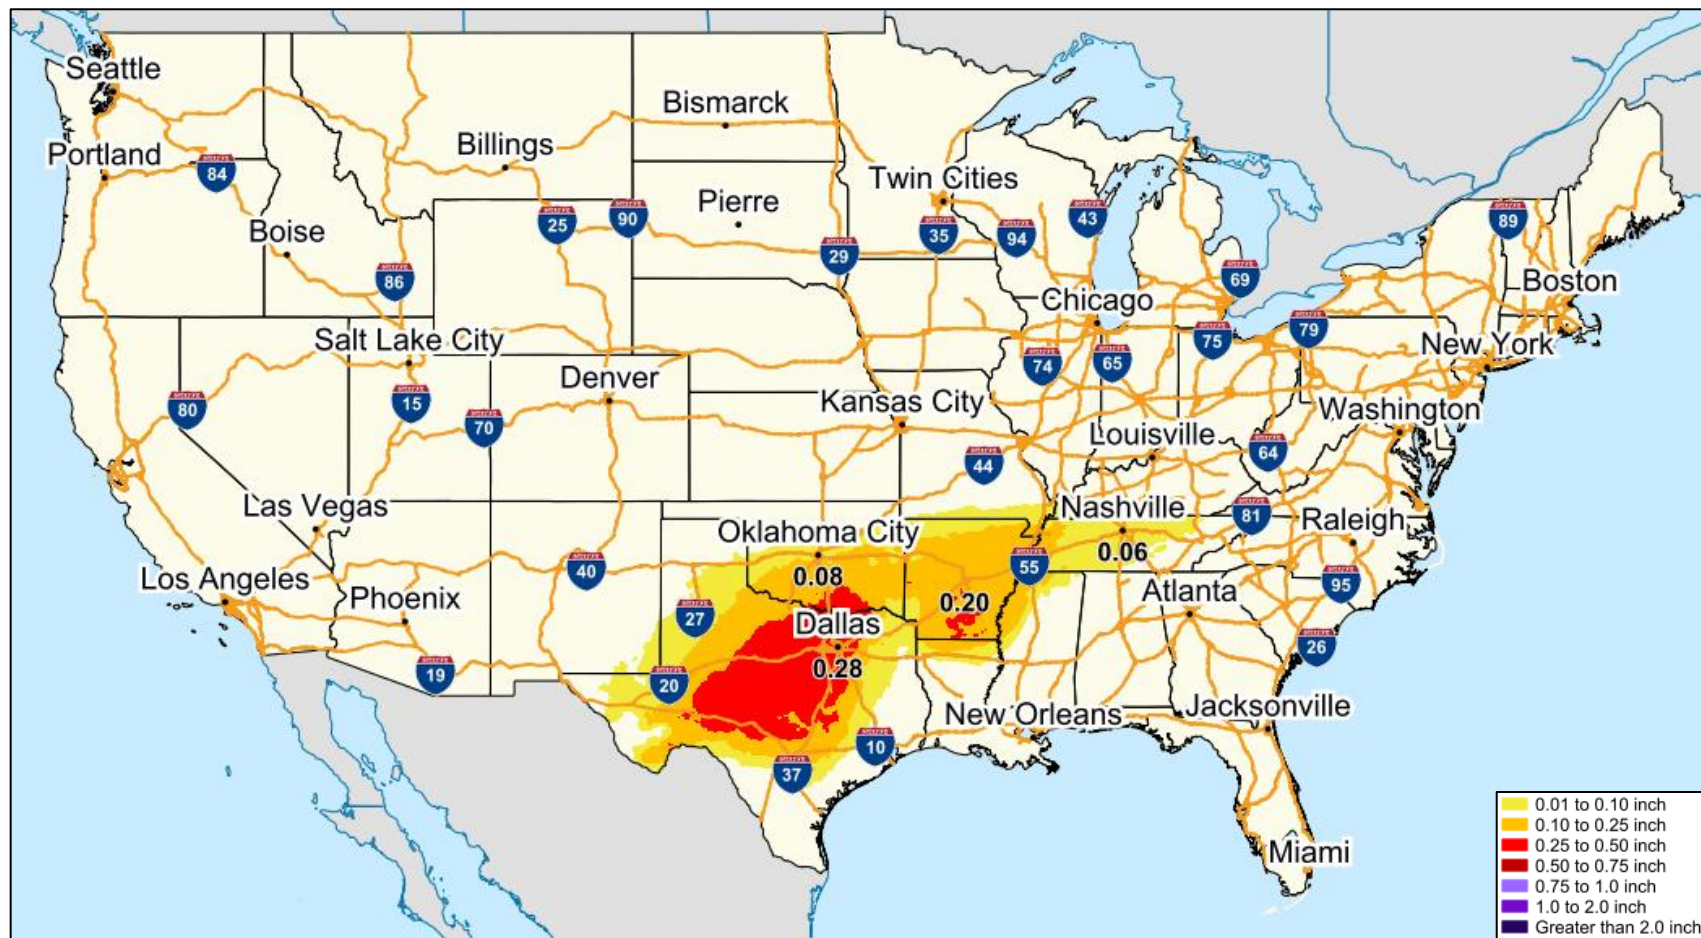 Seattle
Bismarck
Billings
Portland
84
Twin Cities
Pierre
25
90
43
89
Boise
35
94
29
86
69
Boston
Chicago
79
Salt Lake City
75
New York
74
65
Denver
15
80
Kansas City
Washington
70
Louisville
64
44
Las Vegas
Nashville
81
Raleigh
Oklahoma City
0.06
40
55
0.08
Los Angeles
95
Phoenix
Atlanta
0.20
27
Dallas
26
0.28
19
20
Jacksonville
New Orleans
10
37
Miami
0.01 to 0.10 inch
0.10 to 0.25 inch
0.25 to 0.50 inch
0.50 to 0.75 inch
0.75 to 1.0 inch
1.0 to 2.0 inch
Greater than 2.0 inch